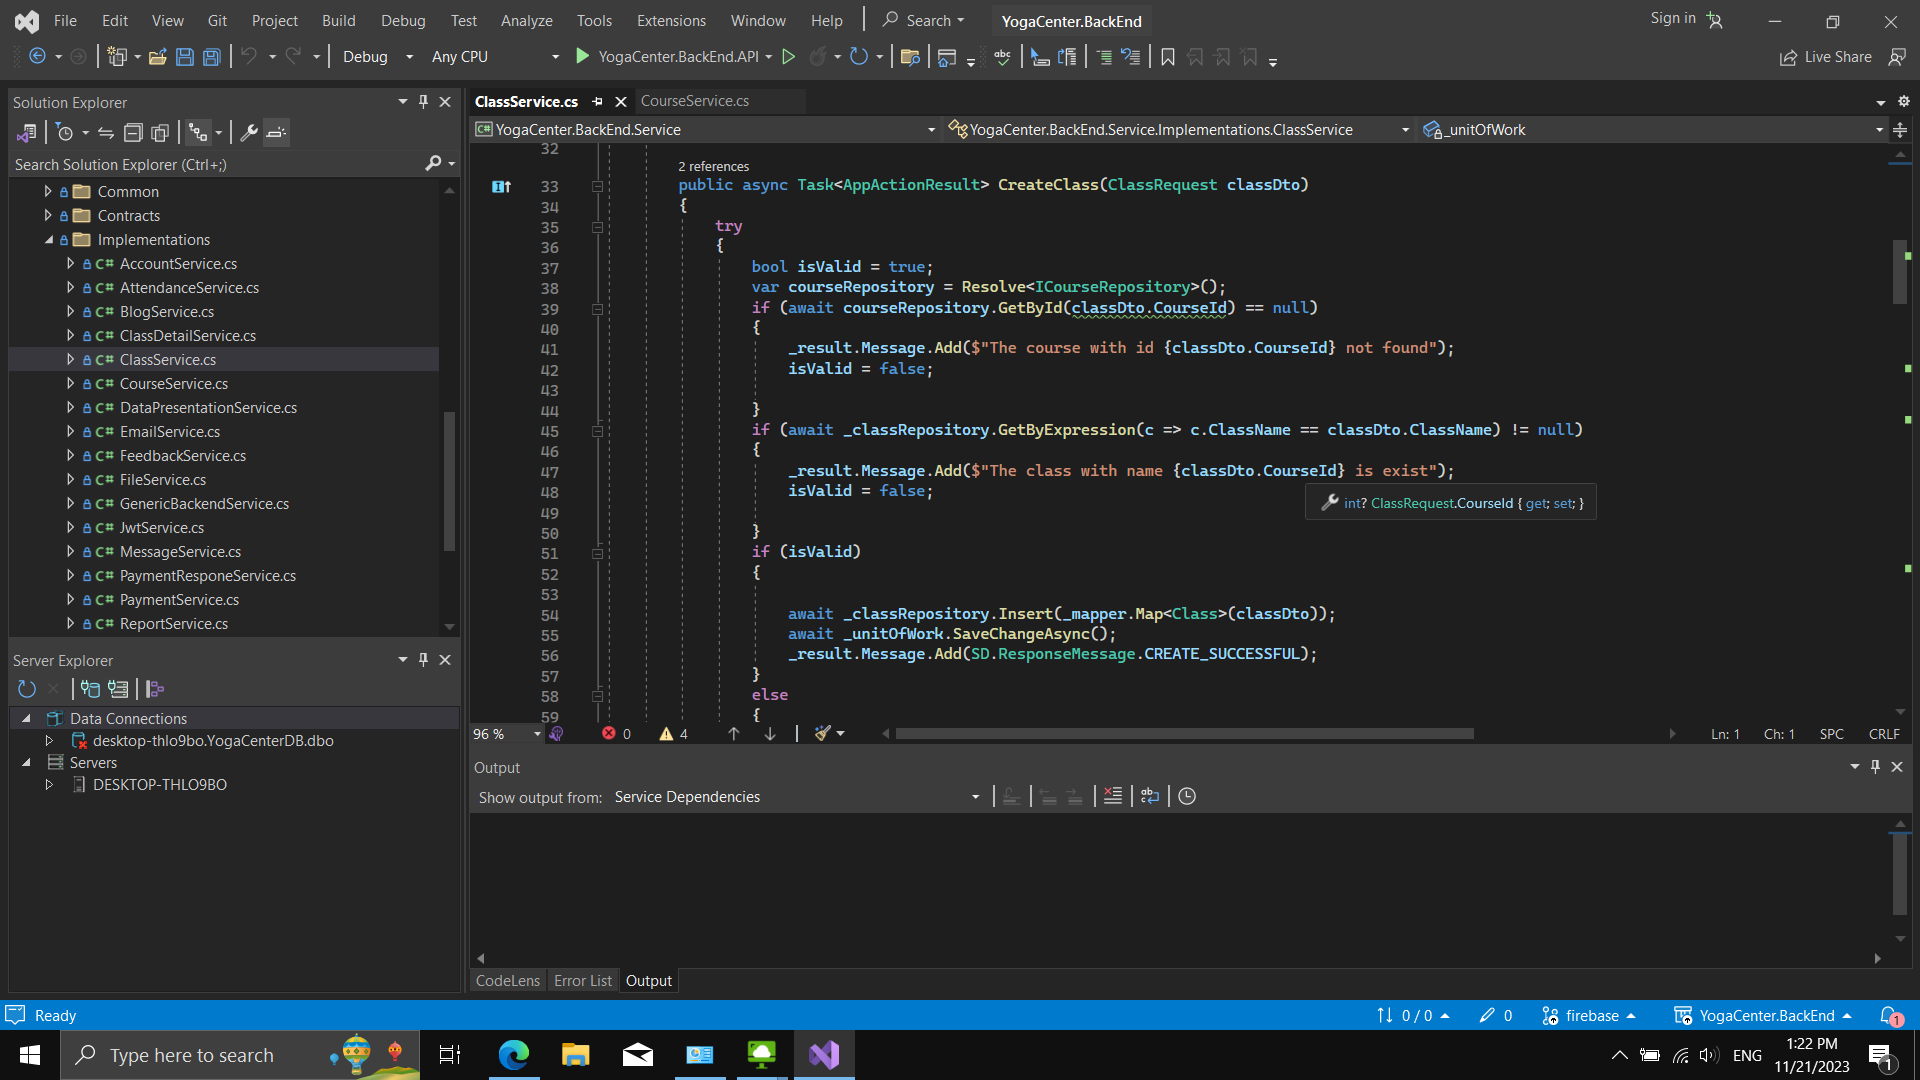 File Edit View Git Project Build Debug Test Analyze Tools Extensions Window Help Search YogaCenter.BackEnd Sign in
Debug Any CPU YogaCenter.BackEnd.API Live Share
Solution Explorer
Search Solution Explorer (Ctrl+;)
Common
Contracts
Implementations
C# AccountService.cs
C# AttendanceService.cs
C# BlogService.cs
C# ClassDetailService.cs
C# ClassService.cs
C# CourseService.cs
C# DataPresentationService.cs
C# EmailService.cs
C# FeedbackService.cs
C# FileService.cs
C# GenericBackendService.cs
C# JwtService.cs
C# MessageService.cs
C# PaymentResponeService.cs
C# PaymentService.cs
C# ReportService.cs
Server Explorer
Data Connections
desktop-thlo9bo.YogaCenterDB.dbo
Servers
DESKTOP-THLO9BO
ClassService.cs CourseService.cs
C# YogaCenter.BackEnd.Service YogaCenter.BackEnd.Service.Implementations.ClassService _unitOfWork
32
2 references
33 public async Task<AppActionResult> CreateClass(ClassRequest classDto)
34 {
35 try
36 {
37 bool isValid = true;
38 var courseRepository = Resolve<ICourseRepository>();
39 if (await courseRepository.GetById(classDto.CourseId) == null)
40 {
41 _result.Message.Add($"The course with id {classDto.CourseId} not found");
42 isValid = false;
43
44 }
45 if (await _classRepository.GetByExpression(c => c.ClassName == classDto.ClassName) != null)
46 {
47 _result.Message.Add($"The class with name {classDto.CourseId} is exist");
48 isValid = false;
int? ClassRequest.CourseId { get; set; }
49
50 }
51 if (isValid)
52 {
53
54 await _classRepository.Insert(_mapper.Map<Class>(classDto));
55 await _unitOfWork.SaveChangeAsync();
56 _result.Message.Add(SD.ResponseMessage.CREATE_SUCCESSFUL);
57 }
58 else
59 {
96 % 0 4 Ln: 1 Ch: 1 SPC CRLF
Output
Show output from: Service Dependencies
CodeLens Error List Output
Ready 0 / 0 0 firebase YogaCenter.BackEnd 1
Type here to search ENG 1:22 PM
11/21/2023 1